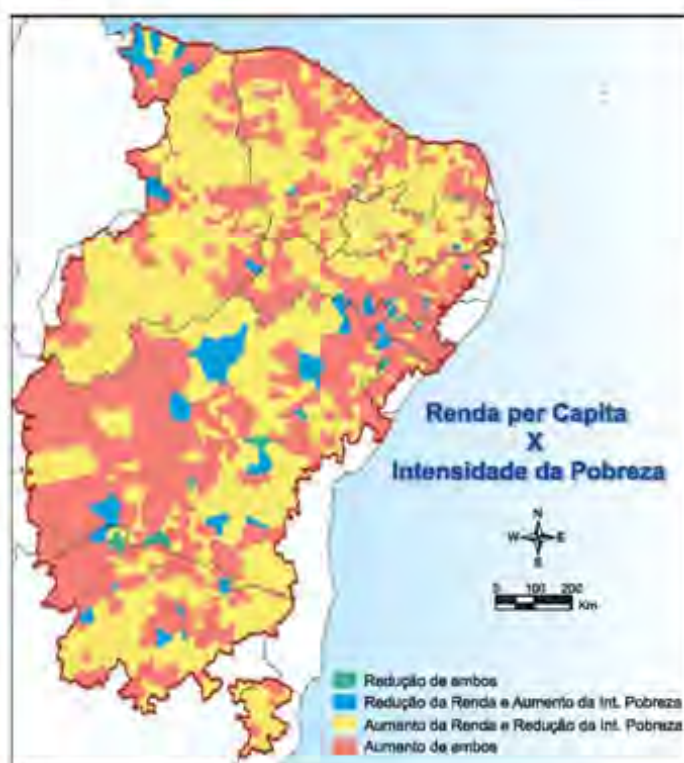 Renda per Capita
X
Intensidade da Pobreza
N
W E
S
0 100 200
Km
Redução de ambos
Redução da Renda e Aumento da Int. Pobreza
Aumento da Renda e Redução da Int. Pobreza
Aumento de ambos